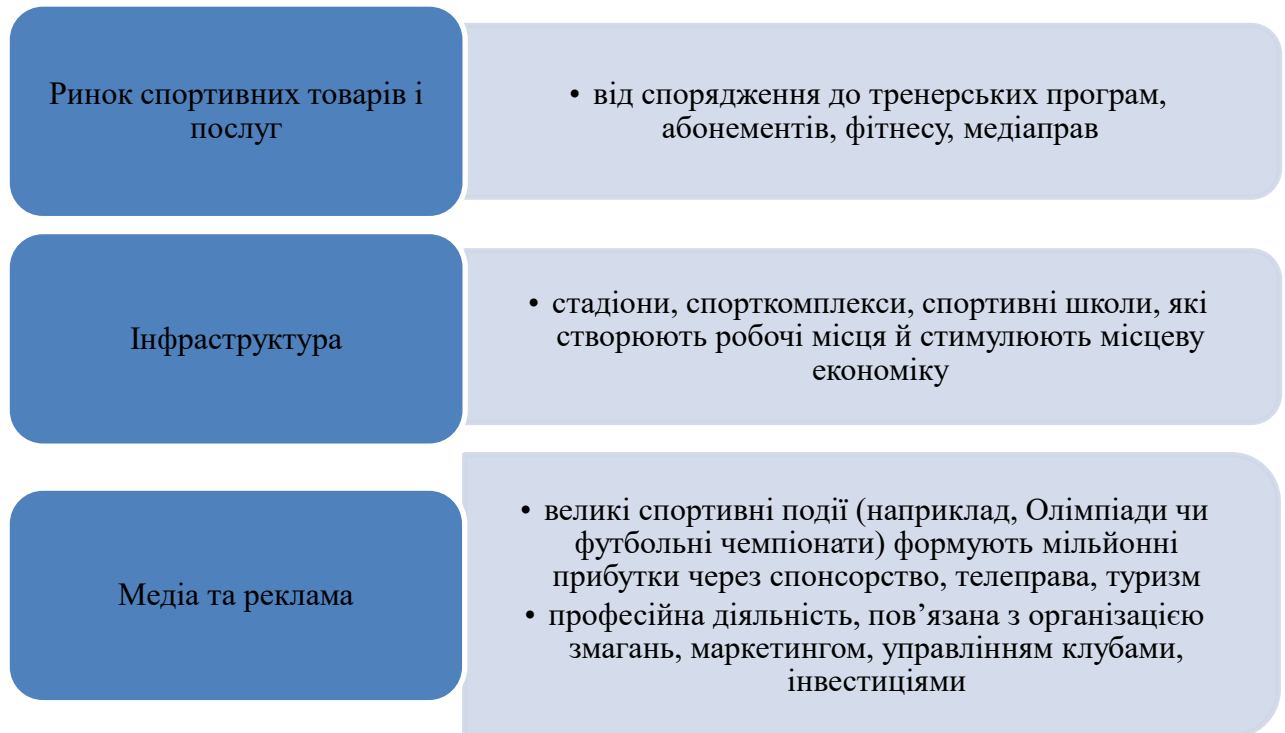 Ринок спортивних товарів і
послуг
• від спорядження до тренерських програм,
абонементів, фітнесу, медіаправ
Інфраструктура
• стадіони, спорткомплекси, спортивні школи, які
створюють робочі місця й стимулюють місцеву
економіку
Медіа та реклама
• великі спортивні події (наприклад, Олімпіади чи
футбольні чемпіонати) формують мільйонні
прибутки через спонсорство, телеправа, туризм
• професійна діяльність, пов’язана з організацією
змагань, маркетингом, управлінням клубами,
інвестиціями